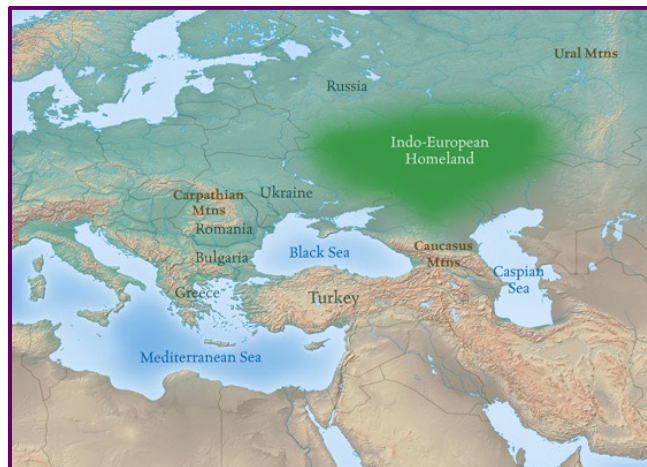 Ural Mtns
Russia
Indo-European
Homeland
Carpathian
Mtns
Ukraine
Romania
Black Sea
Caucasus
Mtns
Bulgaria
Caspian
Sea
Greece
Turkey
Mediterranean Sea